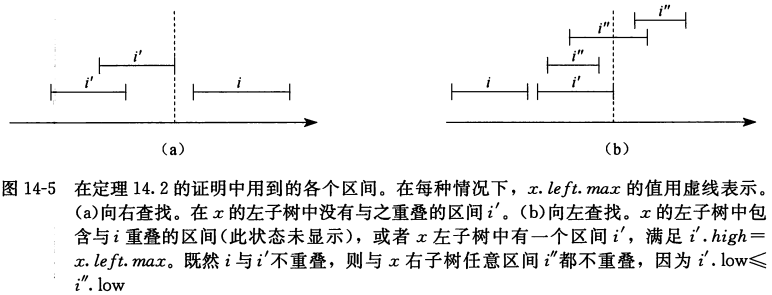 i'
i'
i
i"
i"
i"
i
i'
(a)
(b)
图 14-5 在定理14.2的证明中用到的各个区间。在每种情况下，x.left.max 的值用虚线表示。
(a)向右查找。在 x 的左子树中没有与之重叠的区间 i'。(b)向左查找。x 的左子树中包
含与 i 重叠的区间(此状态未显示)，或者 x 左子树中有一个区间 i'，满足 i'.high=
x.left.max。既然 i 与 i'不重叠，则与 x 右子树任意区间 i"都不重叠，因为 i'.low≤
i".low